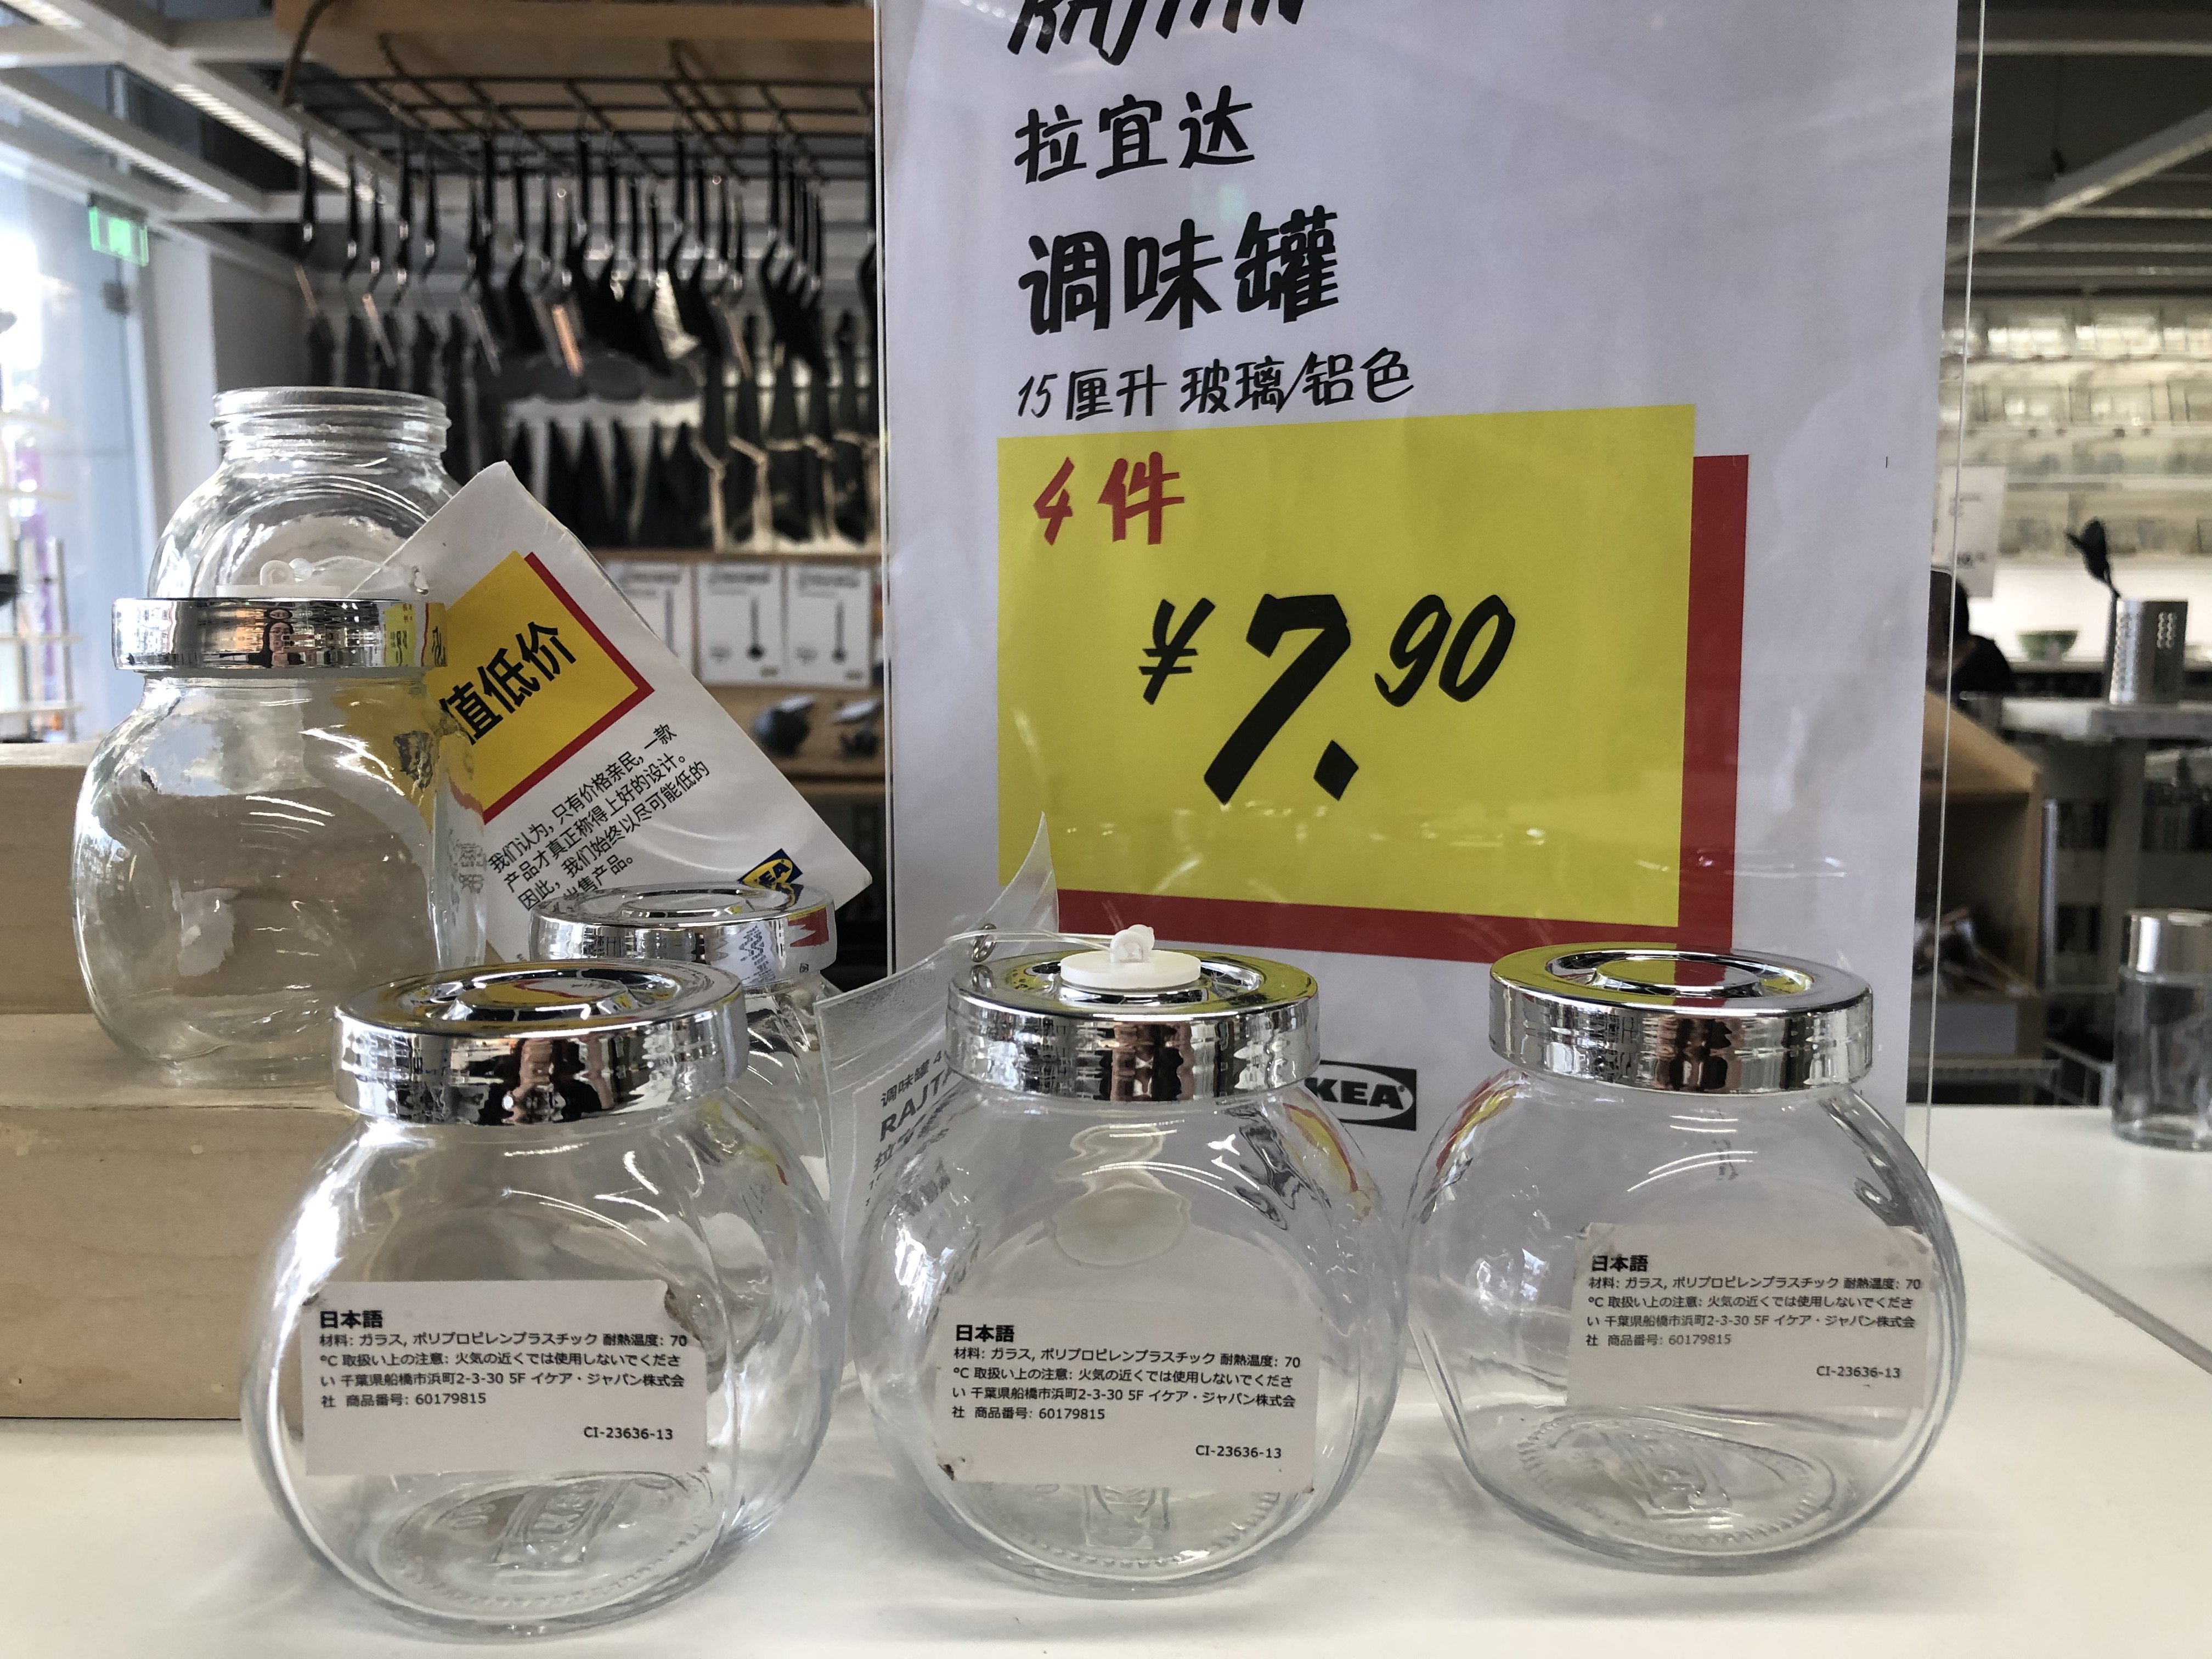 拉宜达
调味罐
15厘升 玻璃/铝色
4件
¥7.90
值低价
我们认为,只有价格亲民,一款
产品才真正称得上好的设计。
因此,我们始终以尽可能低的
出售产品。
调味罐 4
RAJTA
IKEA
日本語
材料: ガラス, ポリプロピレンプラスチック 耐熱温度: 70
°C 取扱い上の注意: 火気の近くでは使用しないでくださ
い 千葉県船橋市浜町2-3-30 5F イケア・ジャパン株式会
社 商品番号: 60179815
CI-23636-13
日本語
材料: ガラス, ポリプロピレンプラスチック 耐熱温度: 70
°C 取扱い上の注意: 火気の近くでは使用しないでくださ
い 千葉県船橋市浜町2-3-30 5F イケア・ジャパン株式会
社 商品番号: 60179815
CI-23636-13
日本語
材料: ガラス, ポリプロピレンプラスチック 耐熱温度: 70
°C 取扱い上の注意: 火気の近くでは使用しないでくださ
い 千葉県船橋市浜町2-3-30 5F イケア・ジャパン株式会
社 商品番号: 60179815
CI-23636-13